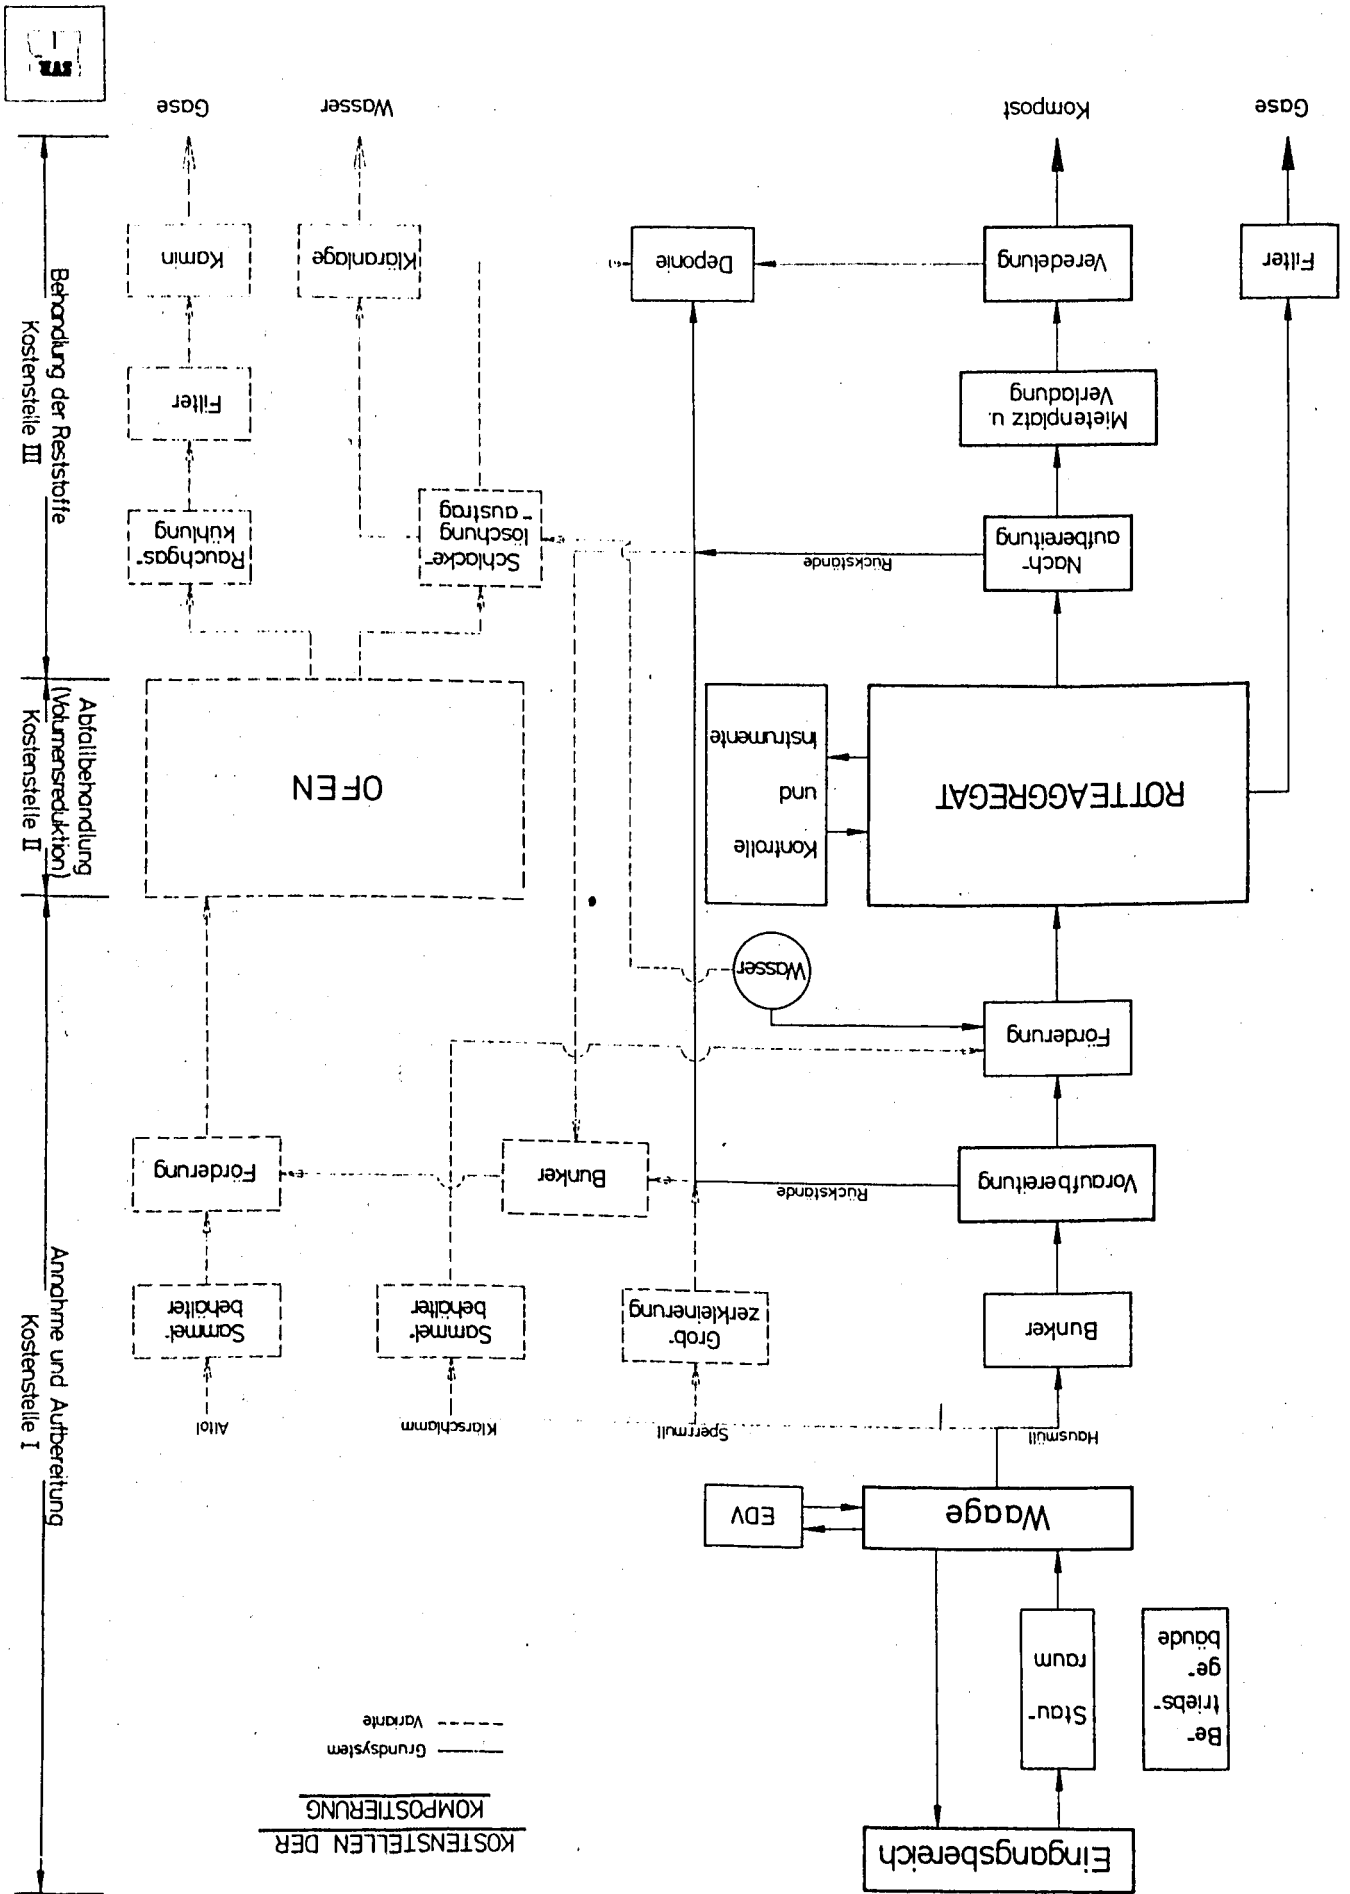 KOSTENSTELLEN DER
KOMPOSTIERUNG
Grundsystem
Variante
Eingangsbereich
Be-
triebs-
ge-
bäude
Stau-
raum
Waage
EDV
Hausmüll
Sperrmüll
Klärschlamm
Altöl
Bunker
Grob-
zerkleinerung
Sammel-
behälter
Sammel-
behälter
Voraufbereitung
Rückstände
Bunker
Förderung
Förderung
Wasser
ROTTEAGGREGAT
Kontrolle
und
Instrumente
OFEN
Nach-
aufbereitung
Rückstände
Schlacke-
löschung
-austrag
Rauchgas-
kühlung
Mietenplatz u.
Verladung
Filter
Filter
Veredelung
Deponie
Kläranlage
Kamin
Gase
Kompost
Wasser
Gase
Annahme und Aufbereitung
Kostenstelle I
Abfallbehandlung
(Volumensreduktion)
Kostenstelle II
Behandlung der Reststoffe
Kostenstelle III